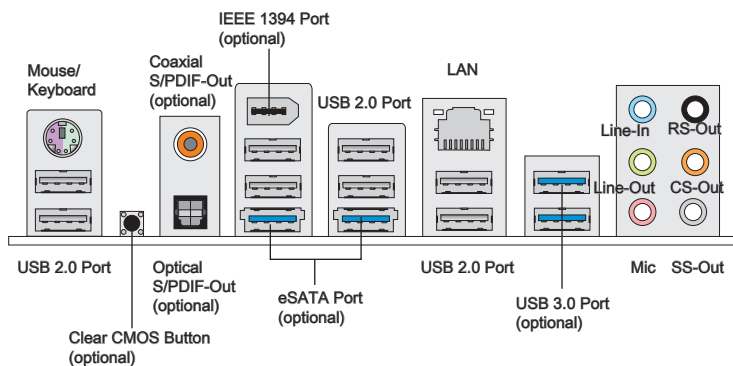 IEEE 1394 Port
(optional)
Mouse/
Keyboard
Coaxial
S/PDIF-Out
(optional)
USB 2.0 Port
LAN
Line-In
RS-Out
Line-Out
CS-Out
USB 2.0 Port
Optical
S/PDIF-Out
(optional)
eSATA Port
(optional)
USB 2.0 Port
USB 3.0 Port
(optional)
Mic
SS-Out
Clear CMOS Button
(optional)